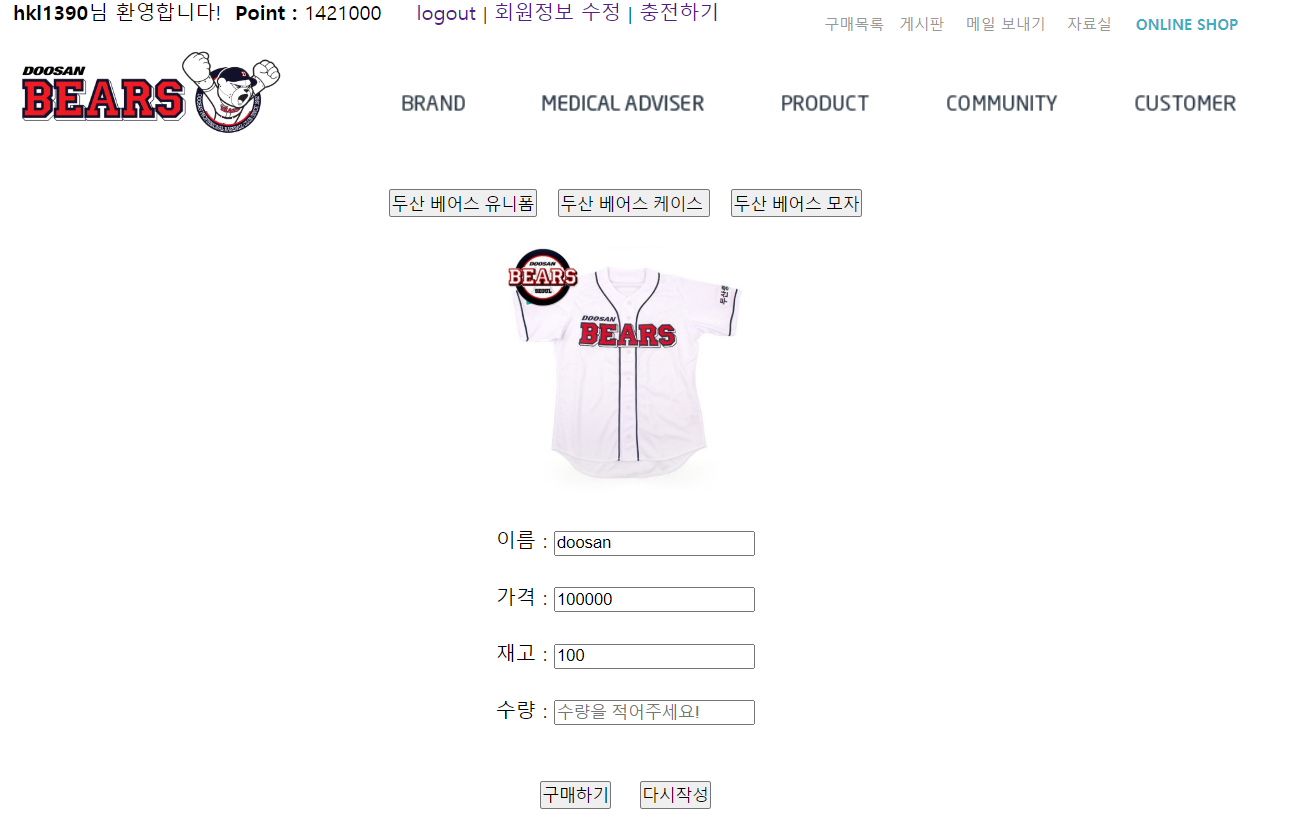 hkl1390님 환영합니다! Point : 1421000 logout | 회원정보 수정 | 충전하기
구매목록 게시판 메일 보내기 자료실 ONLINE SHOP
DOOSAN
BEARS
BRAND MEDICAL ADVISER PRODUCT COMMUNITY CUSTOMER
두산 베어스 유니폼 두산 베어스 케이스 두산 베어스 모자
DOOSAN
BEARS
SEOUL
DOOSAN
BEARS
이름 : doosan
가격 : 100000
재고 : 100
수량 : 수량을 적어주세요!
구매하기 다시작성